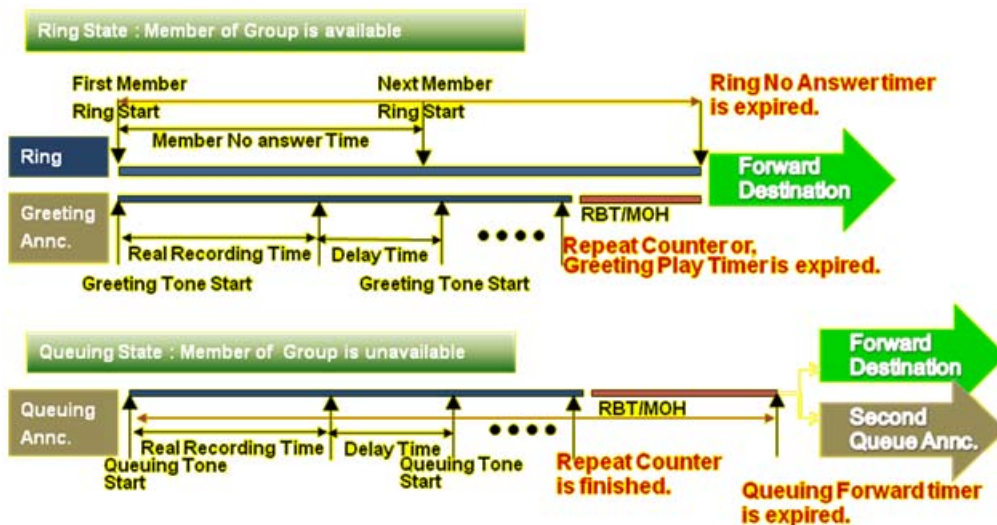 Ring State : Member of Group is available
First Member
Ring Start
Next Member
Ring Start
Ring No Answer timer
is expired.
Member No answer Time
Ring
Forward
Destination
Greeting
Annc.
RBT/MOH
Real Recording Time
Delay Time
Repeat Counter or,
Greeting Play Timer is expired.
Greeting Tone Start
Greeting Tone Start
Queuing State : Member of Group is unavailable
Forward
Destination
Queuing
Annc.
RBT/MOH
Second
Queue Annc.
Real Recording Time
Delay Time
Queuing Tone
Start
Queuing Tone
Start
Repeat Counter
is finished.
Queuing Forward timer
is expired.